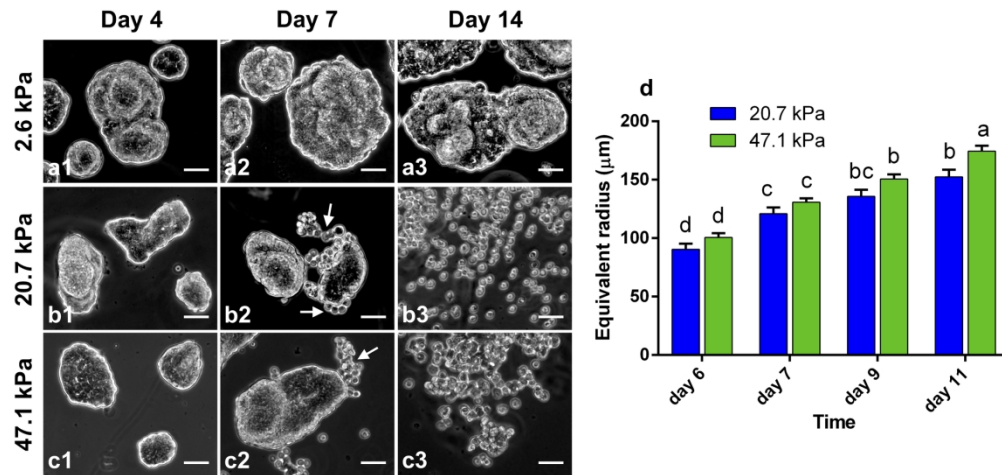 Day 4 Day 7 Day 14
2.6 kPa
a1 a2 a3
20.7 kPa
b1 b2 b3
47.1 kPa
c1 c2 c3
d
20.7 kPa
47.1 kPa
Equivalent radius (μm)
200
150
100
50
0
d d c c bc b b a
day 6 day 7 day 9 day 11
Time